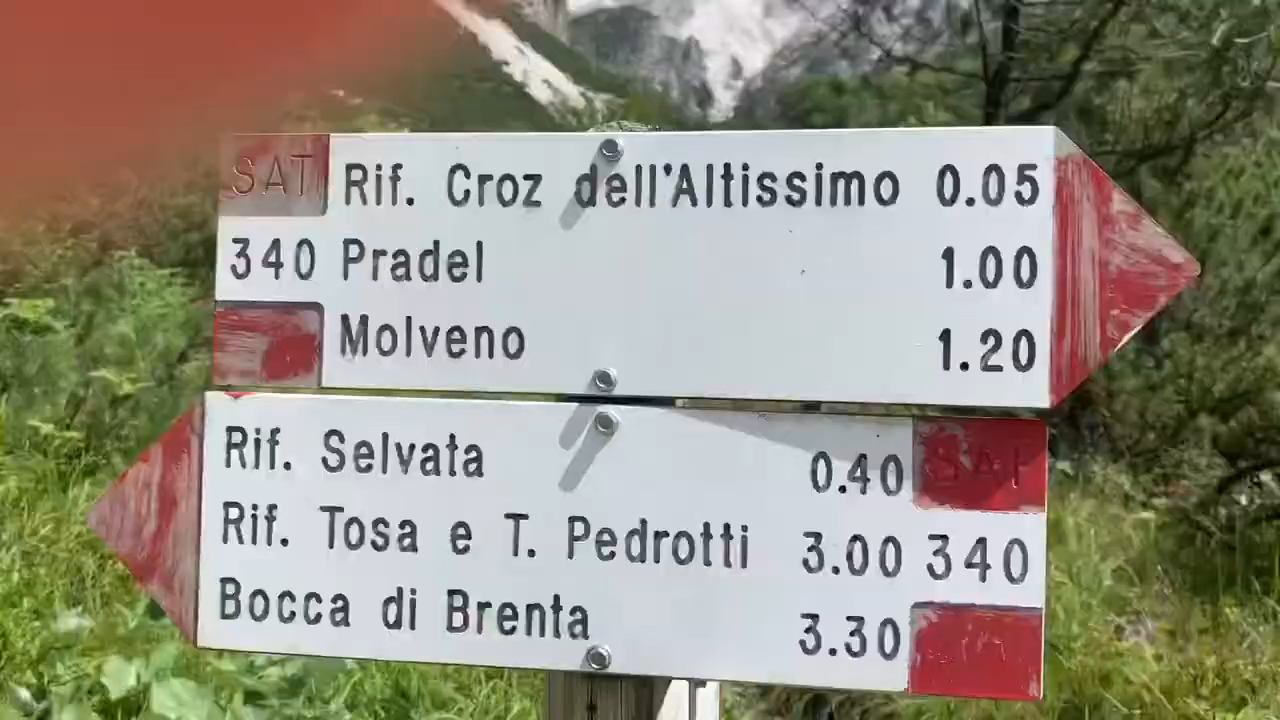 SAT Rif. Croz dell'Altissimo 0.05
340 Pradel 1.00
Molveno 1.20
Rif. Selvata 0.40 SAT
Rif. Tosa e T. Pedrotti 3.00 340
Bocca di Brenta 3.30